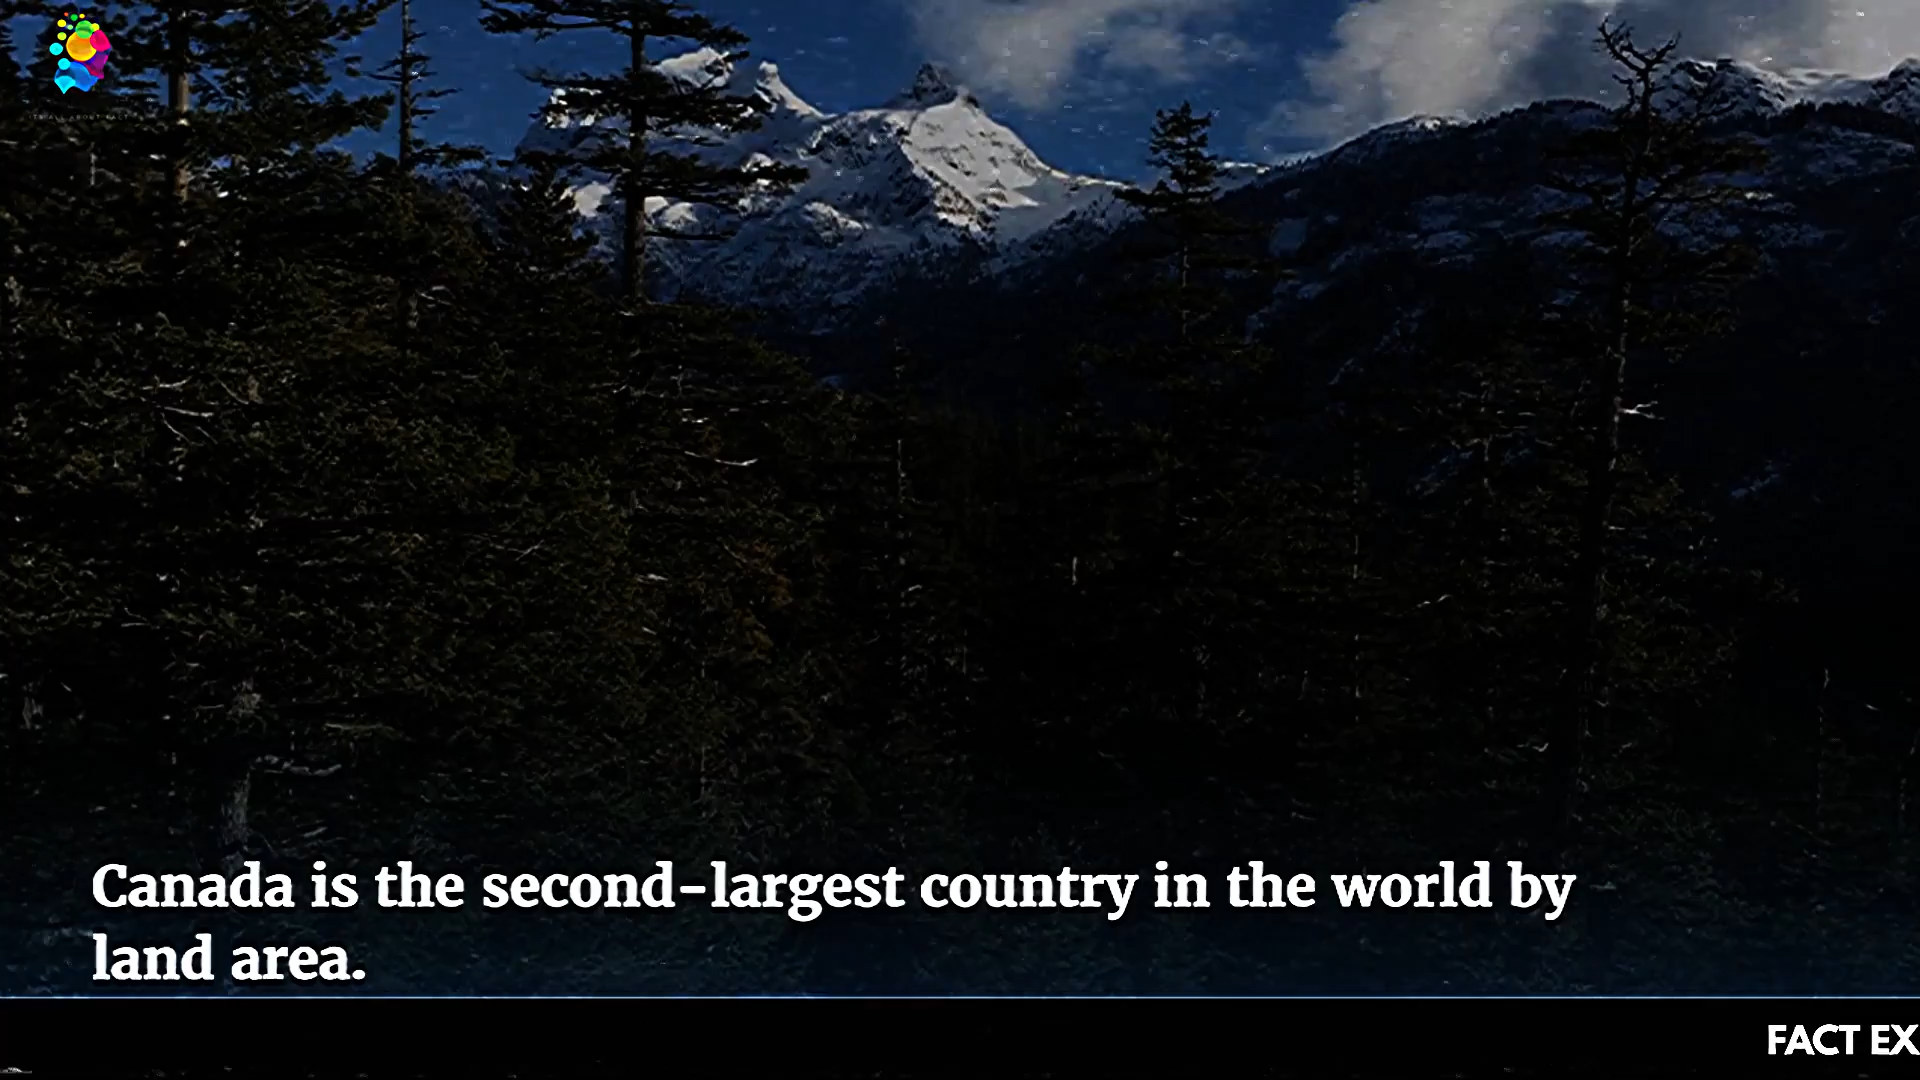 Canada is the second-largest country in the world by
land area.
FACT EX